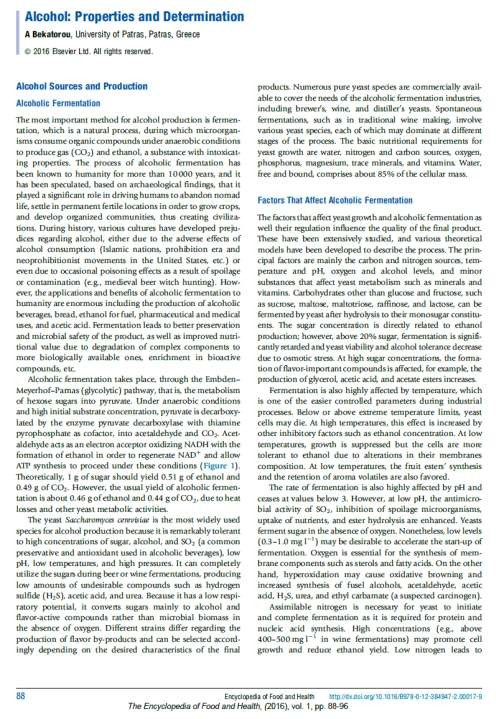 Alcohol: Properties and Determination
A Bekatorou, University of Patras, Patras, Greece
© 2016 Elsevier Ltd. All rights reserved.
Alcohol Sources and Production
Alcoholic Fermentation
The most important method for alcohol production is fermen-
tation, which is a natural process, during which microorgan-
isms consume organic compounds under anaerobic conditions
to produce gas (CO₂) and ethanol, a substance with intoxicat-
ing properties. The process of alcoholic fermentation has
been known to humanity for more than 10 000 years, and it
has been speculated, based on archaeological findings, that it
played a significant role in driving humans to abandon nomad
life, settle in permanent fertile locations in order to grow crops,
and develop organized communities, thus creating civiliza-
tions. During history, various cultures have developed preju-
dices regarding alcohol, either due to the adverse effects of
alcohol consumption (Islamic nations, prohibition era and
neoprohibitionist movements in the United States, etc.) or
even due to occasional poisoning effects as a result of spoilage
or contamination (e.g., medieval beer witch hunting). How-
ever, the applications and benefits of alcoholic fermentation to
humanity are enormous including the production of alcoholic
beverages, bread, ethanol for fuel, pharmaceutical and medical
uses, and acetic acid. Fermentation leads to better preservation
and microbial safety of the product, as well as improved nutri-
tional value due to degradation of complex components to
more biologically available ones, enrichment in bioactive
compounds, etc.
Alcoholic fermentation takes place, through the Embden–
Meyerhof–Parnas (glycolytic) pathway, that is, the metabolism
of hexose sugars into pyruvate. Under anaerobic conditions
and high initial substrate concentration, pyruvate is decarboxy-
lated by the enzyme pyruvate decarboxylase with thiamine
pyrophosphate as cofactor, into acetaldehyde and CO₂. Acet-
aldehyde acts as an electron acceptor oxidizing NADH with the
formation of ethanol in order to regenerate NAD⁺ and allow
ATP synthesis to proceed under these conditions (Figure 1).
Theoretically, 1 g of sugar should yield 0.51 g of ethanol and
0.49 g of CO₂. However, the usual yield of alcoholic fermen-
tation is about 0.46 g of ethanol and 0.44 g of CO₂, due to heat
losses and other yeast metabolic activities.
The yeast Saccharomyces cerevisiae is the most widely used
species for alcohol production because it is remarkably tolerant
to high concentrations of sugar, alcohol, and SO₂ (a common
preservative and antioxidant used in alcoholic beverages), low
pH, low temperatures, and high pressures. It can completely
utilize the sugars during beer or wine fermentations, producing
low amounts of undesirable compounds such as hydrogen
sulfide (H₂S), acetic acid, and urea. Because it has a low respi-
ratory potential, it converts sugars mainly to alcohol and
flavor-active compounds rather than microbial biomass in
the absence of oxygen. Different strains differ regarding the
production of flavor by-products and can be selected accord-
ingly depending on the desired characteristics of the final
products. Numerous pure yeast species are commercially avail-
able to cover the needs of the alcoholic fermentation industries,
including brewer's, wine, and distiller's yeasts. Spontaneous
fermentations, such as in traditional wine making, involve
various yeast species, each of which may dominate at different
stages of the process. The basic nutritional requirements for
yeast growth are water, nitrogen and carbon sources, oxygen,
phosphorus, magnesium, trace minerals, and vitamins. Water,
free and bound, comprises about 85% of the cellular mass.
Factors That Affect Alcoholic Fermentation
The factors that affect yeast growth and alcoholic fermentation as
well their regulation influence the quality of the final product.
These have been extensively studied, and various theoretical
models have been developed to describe the process. The prin-
cipal factors are mainly the carbon and nitrogen sources, tem-
perature and pH, oxygen and alcohol levels, and minor
substances that affect yeast metabolism such as minerals and
vitamins. Carbohydrates other than glucose and fructose, such
as sucrose, maltose, maltotriose, raffinose, and lactose, can be
fermented by yeast after hydrolysis to their monosugar constitu-
ents. The sugar concentration is directly related to ethanol
production; however, above 20% sugar, fermentation is signifi-
cantly retarded and yeast viability and alcohol tolerance decrease
due to osmotic stress. At high sugar concentrations, the forma-
tion of flavor-important compounds is affected, for example, the
production of glycerol, acetic acid, and acetate esters increases.
Fermentation is also highly affected by temperature, which
is one of the easier controlled parameters during industrial
processes. Below or above extreme temperature limits, yeast
cells may die. At high temperatures, this effect is increased by
other inhibitory factors such as ethanol concentration. At low
temperatures, growth is suppressed but the cells are more
tolerant to ethanol due to alterations in their membranes
composition. At low temperatures, the fruit esters' synthesis
and the retention of aroma volatiles are also favored.
The rate of fermentation is also highly affected by pH and
ceases at values below 3. However, at low pH, the antimicro-
bial activity of SO₂, inhibition of spoilage microorganisms,
uptake of nutrients, and ester hydrolysis are enhanced. Yeasts
ferment sugar in the absence of oxygen. Nonetheless, low levels
(0.3–1.0 mg l⁻¹) may be desirable to accelerate the start-up of
fermentation. Oxygen is essential for the synthesis of mem-
brane components such as sterols and fatty acids. On the other
hand, hyperoxidation may cause oxidative browning and
increased synthesis of fusel alcohols, acetaldehyde, acetic
acid, H₂S, urea, and ethyl carbamate (a suspected carcinogen).
Assimilable nitrogen is necessary for yeast to initiate
and complete fermentation as it is required for protein and
nucleic acid synthesis. High concentrations (e.g., above
400–500 mg l⁻¹ in wine fermentations) may promote cell
growth and reduce ethanol yield. Low nitrogen leads to
88
Encyclopedia of Food and Health
http://dx.doi.org/10.1016/B978-0-12-384947-2.00017-9
The Encyclopedia of Food and Health, (2016), vol. 1, pp. 88-96